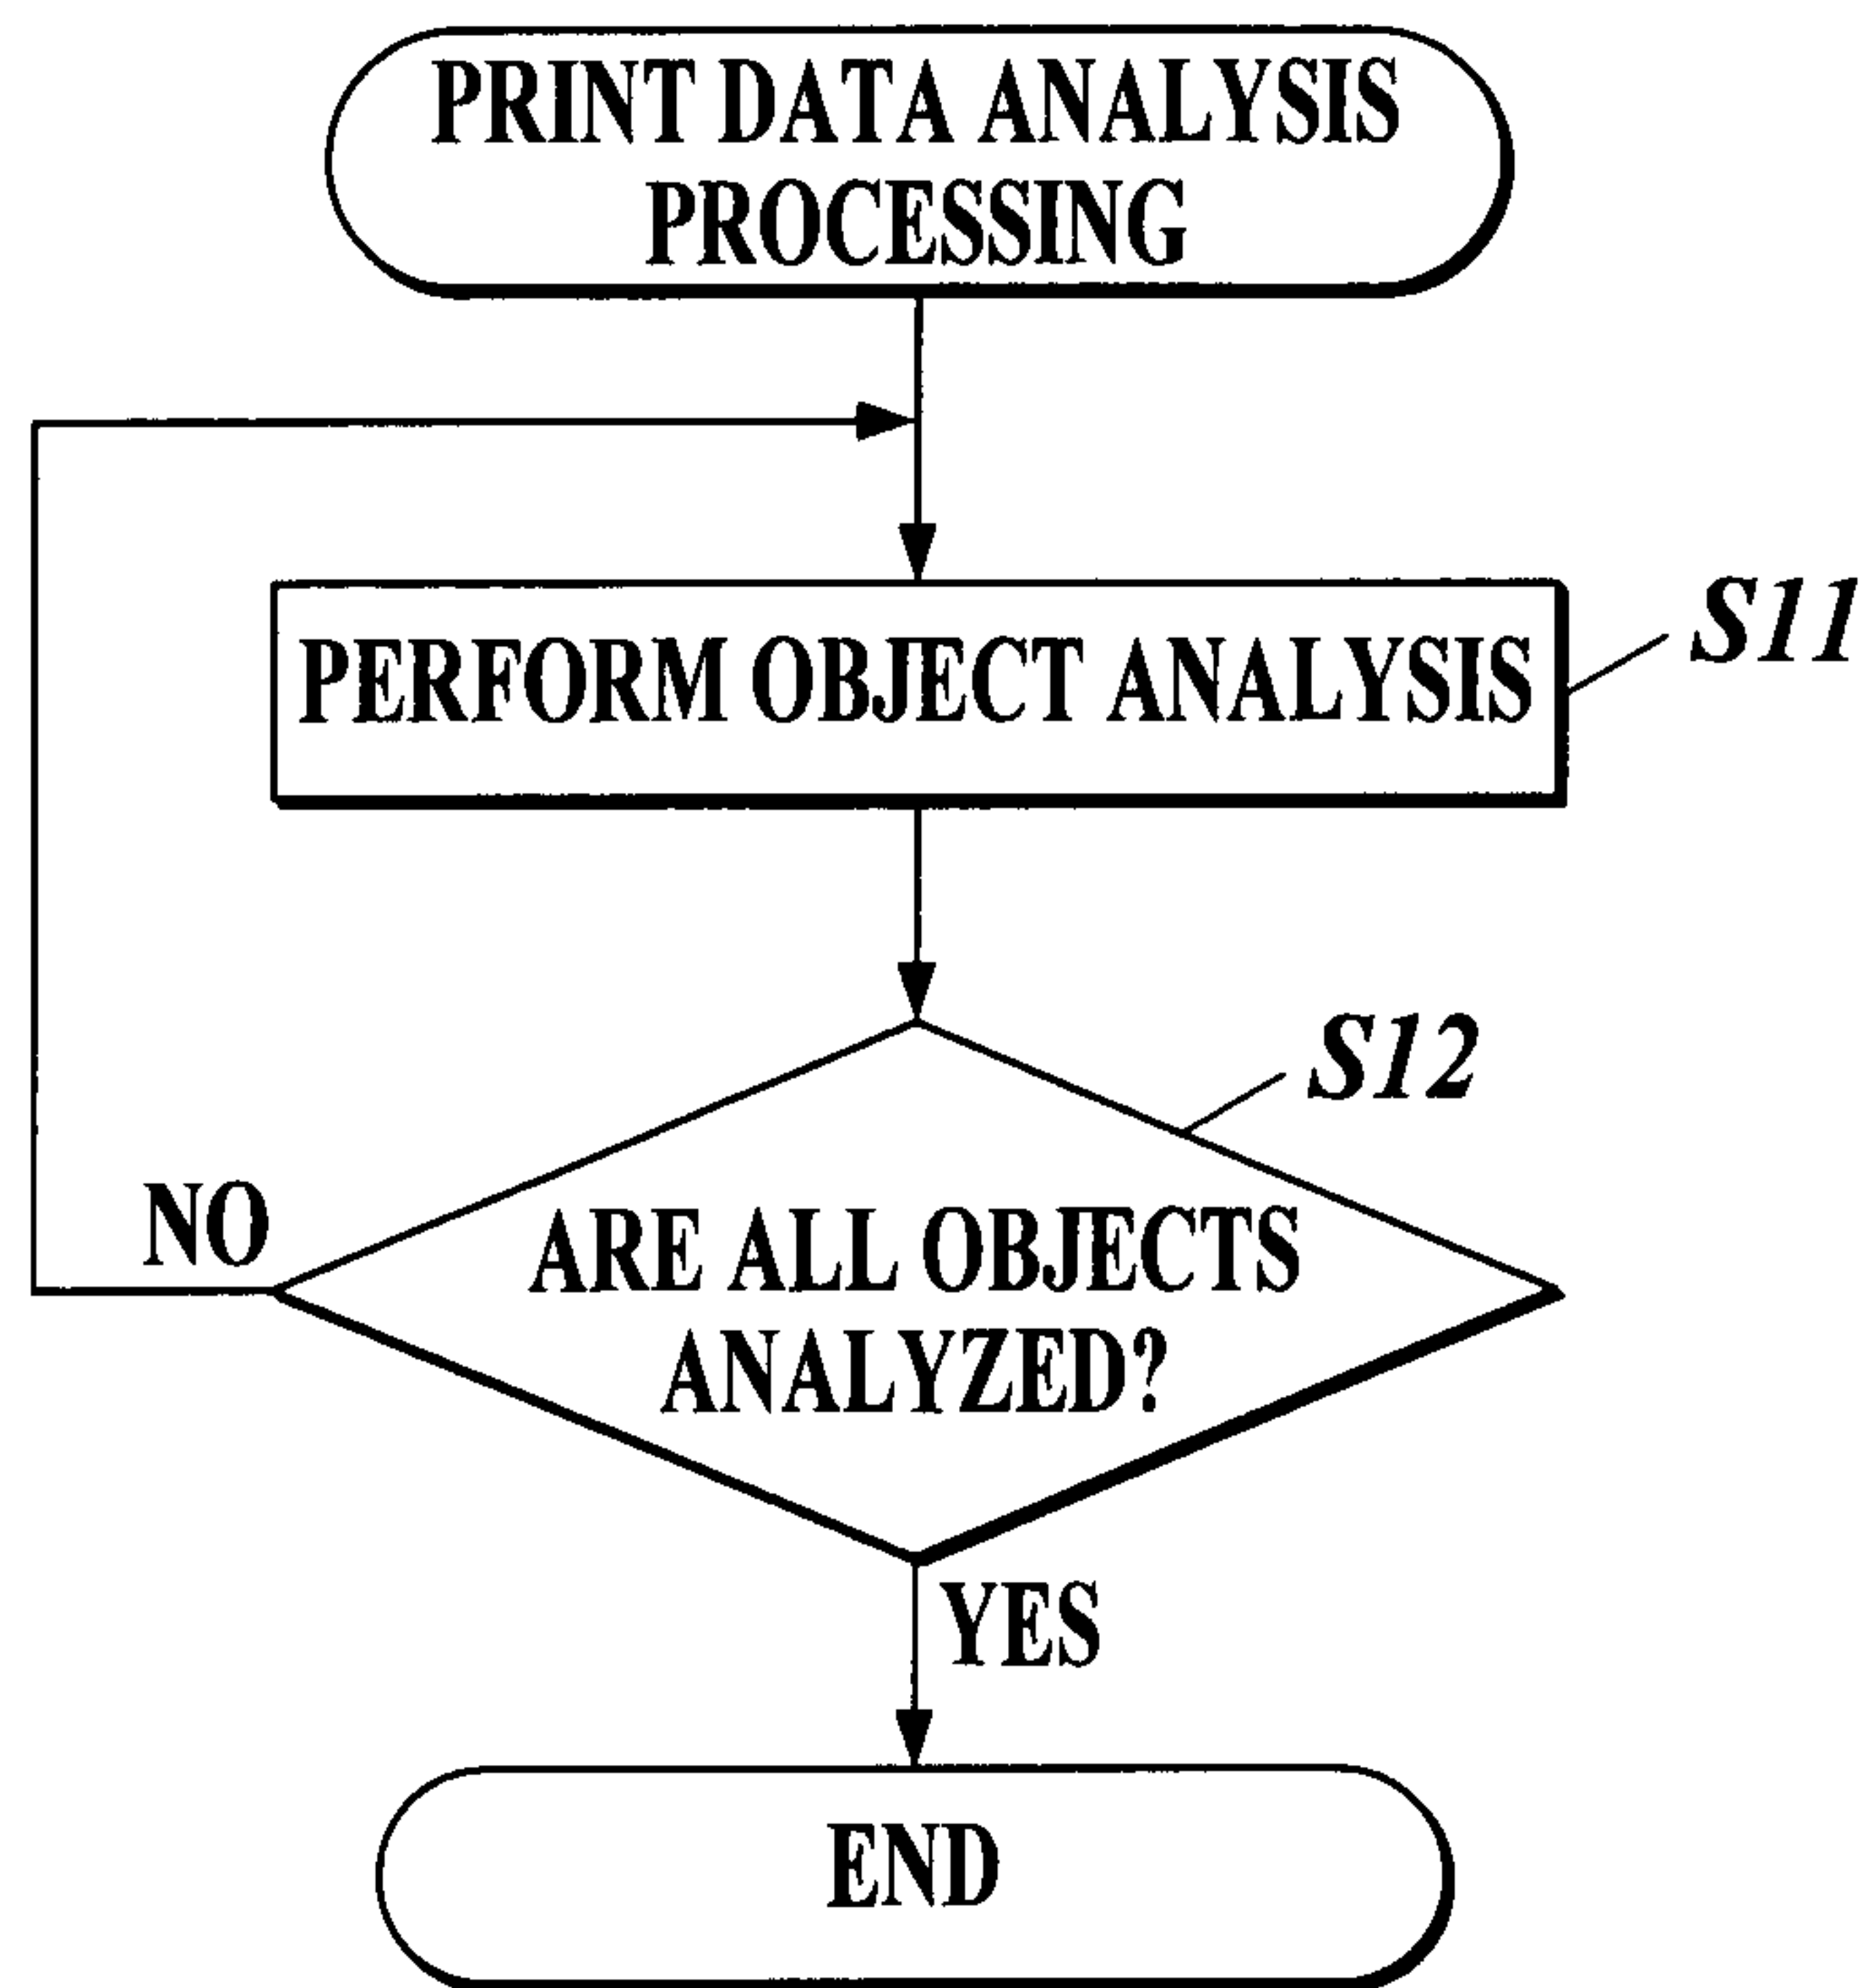 PRINT DATA ANALYSIS
PROCESSING
PERFORM OBJECT ANALYSIS
S11
S12
NO
ARE ALL OBJECTS
ANALYZED?
YES
END